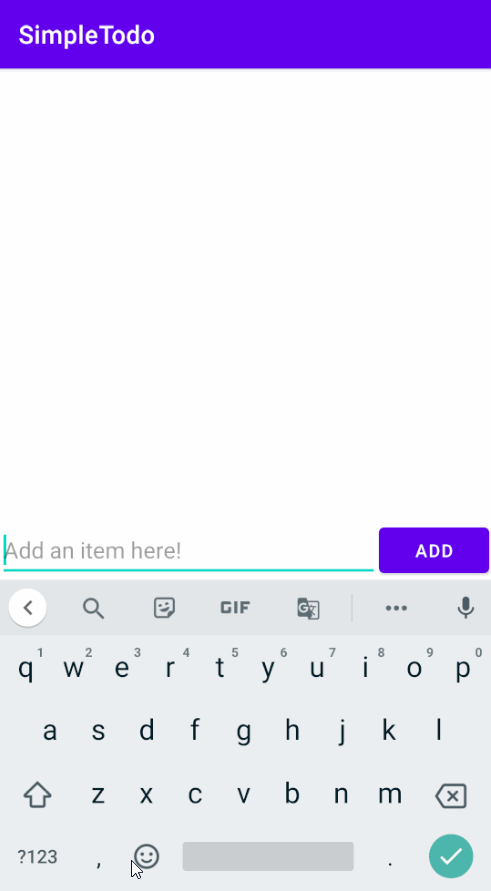 SimpleTodo
Add an item here!
ADD
GIF
G
1 2 3 4 5 6 7 8 9 0
q w e r t y u i o p
a s d f g h j k l
z x c v b n m
?123 , .